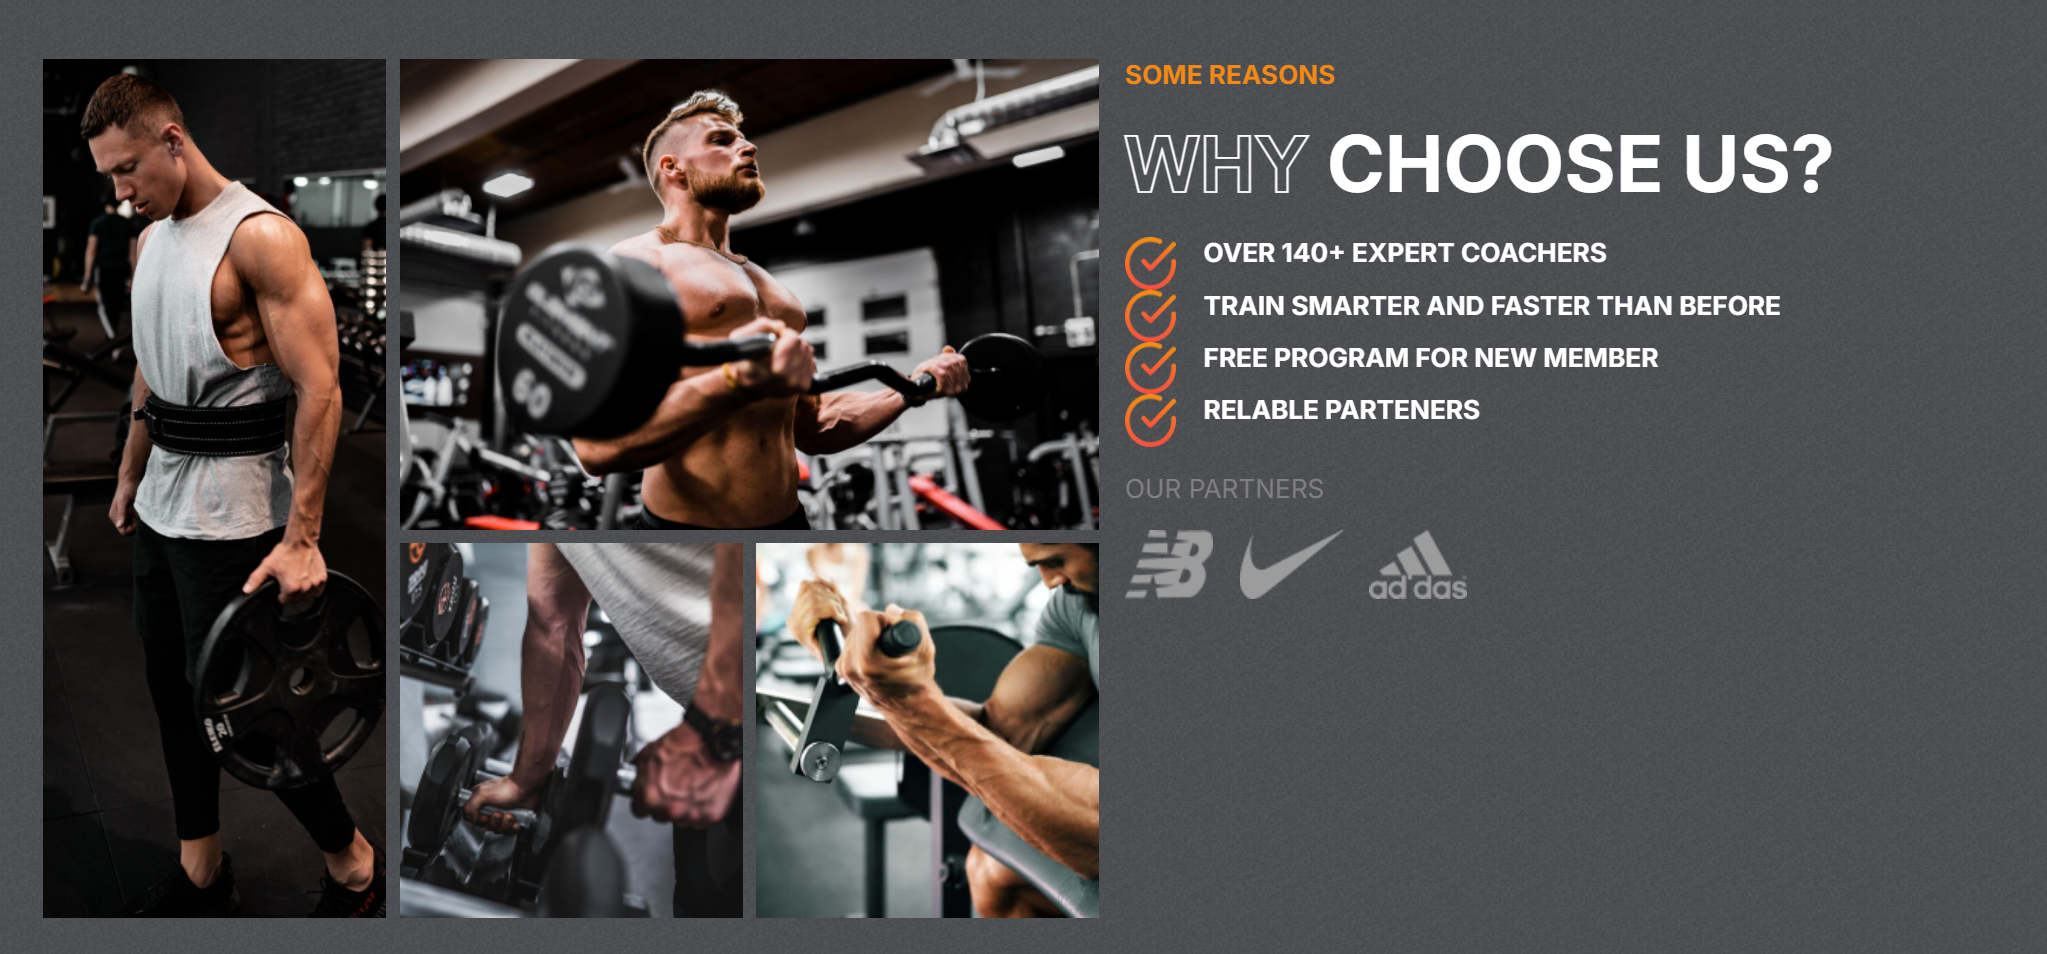 SOME REASONS
WHY CHOOSE US?
OVER 140+ EXPERT COACHERS
TRAIN SMARTER AND FASTER THAN BEFORE
FREE PROGRAM FOR NEW MEMBER
RELABLE PARTENERS
OUR PARTNERS
adidas
60